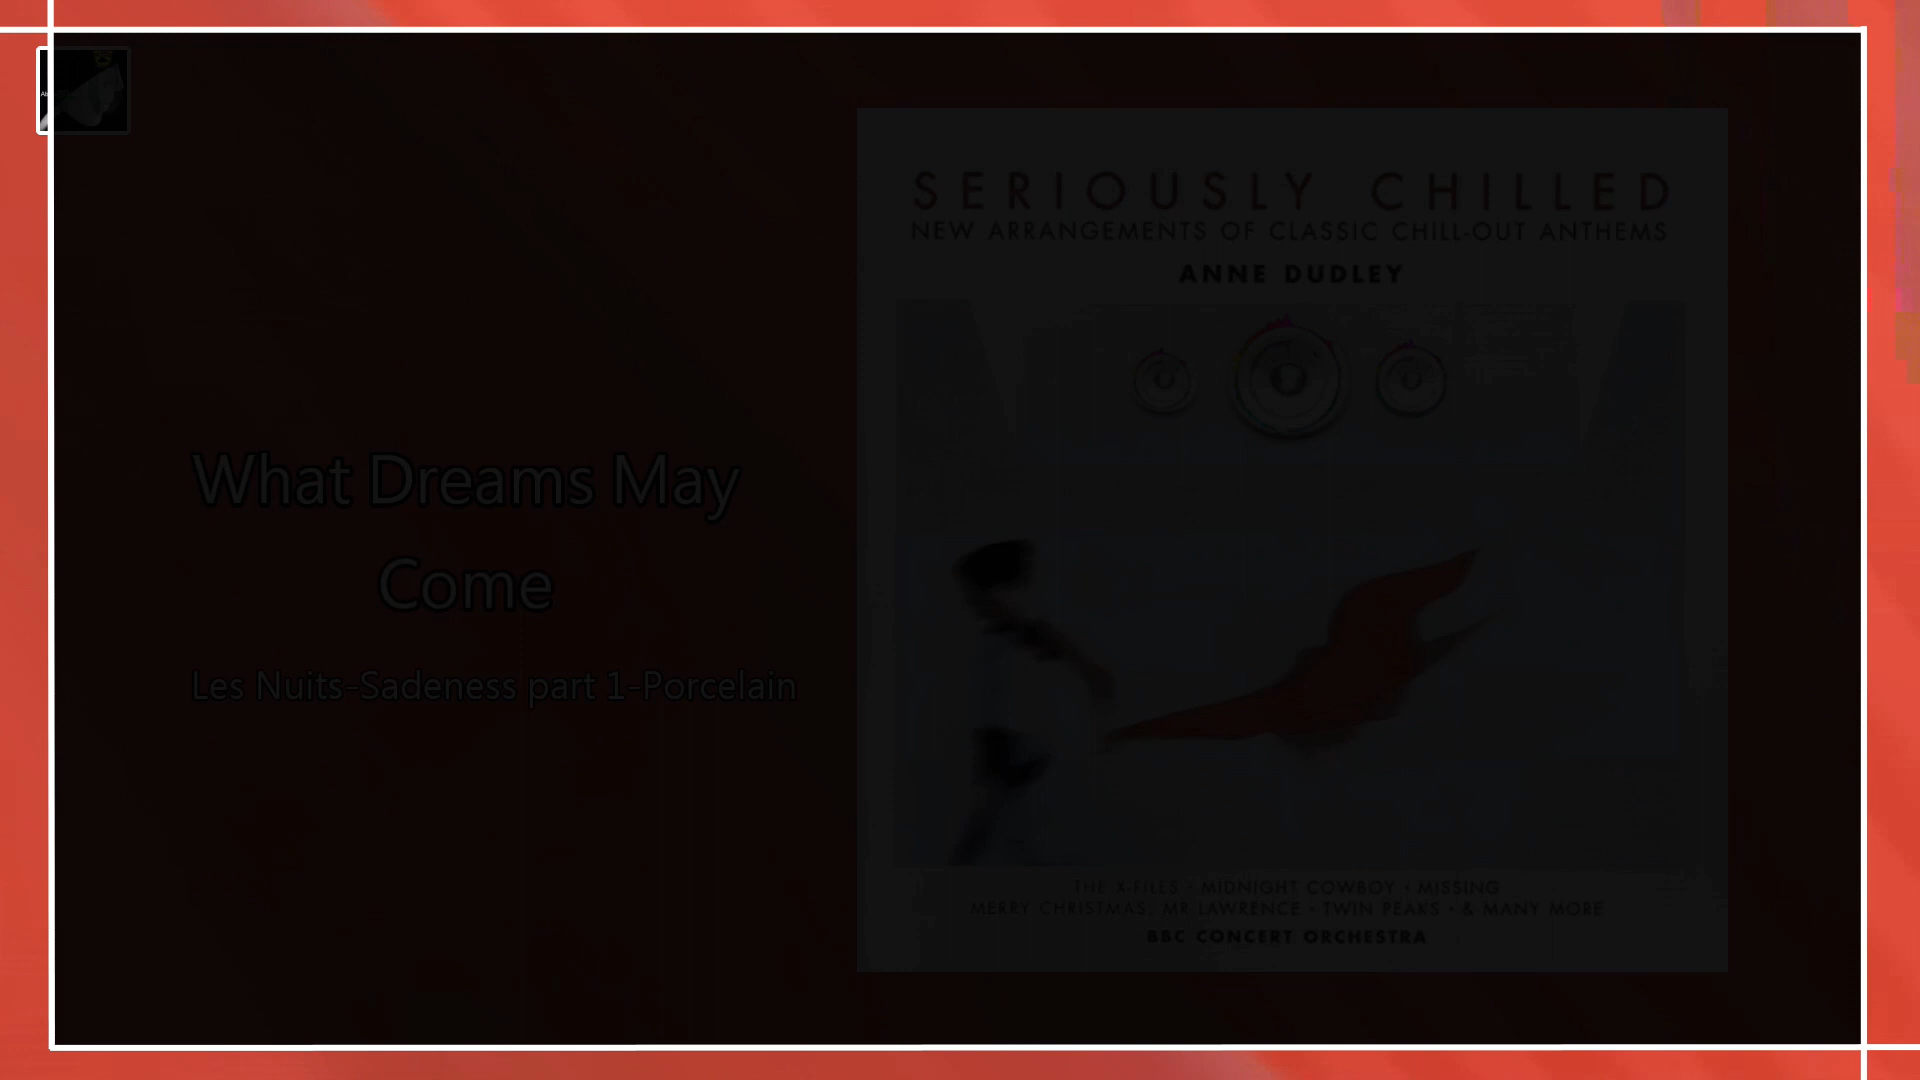 What Dreams May
Come
Les Nuits-Sadeness part 1-Porcelain
SERIOUSLY CHILLED
NEW ARRANGEMENTS OF CLASSIC CHILL-OUT ANTHEMS
ANNE DUDLEY
THE X-FILES • MIDNIGHT COWBOY • MISSING
MERRY CHRISTMAS, MR LAWRENCE • TWIN PEAKS • & MANY MORE
BBC CONCERT ORCHESTRA